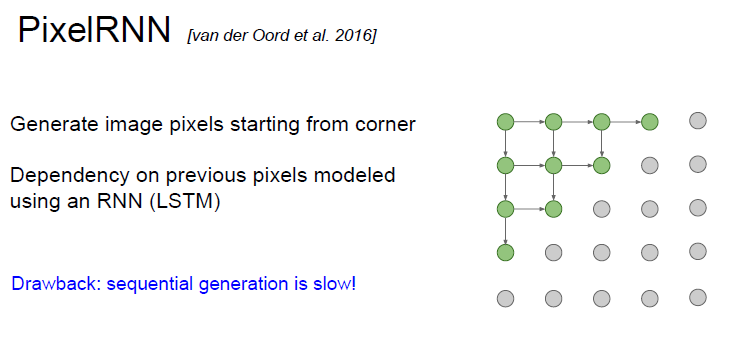 PixelRNN [van der Oord et al. 2016]
Generate image pixels starting from corner
Dependency on previous pixels modeled
using an RNN (LSTM)
Drawback: sequential generation is slow!